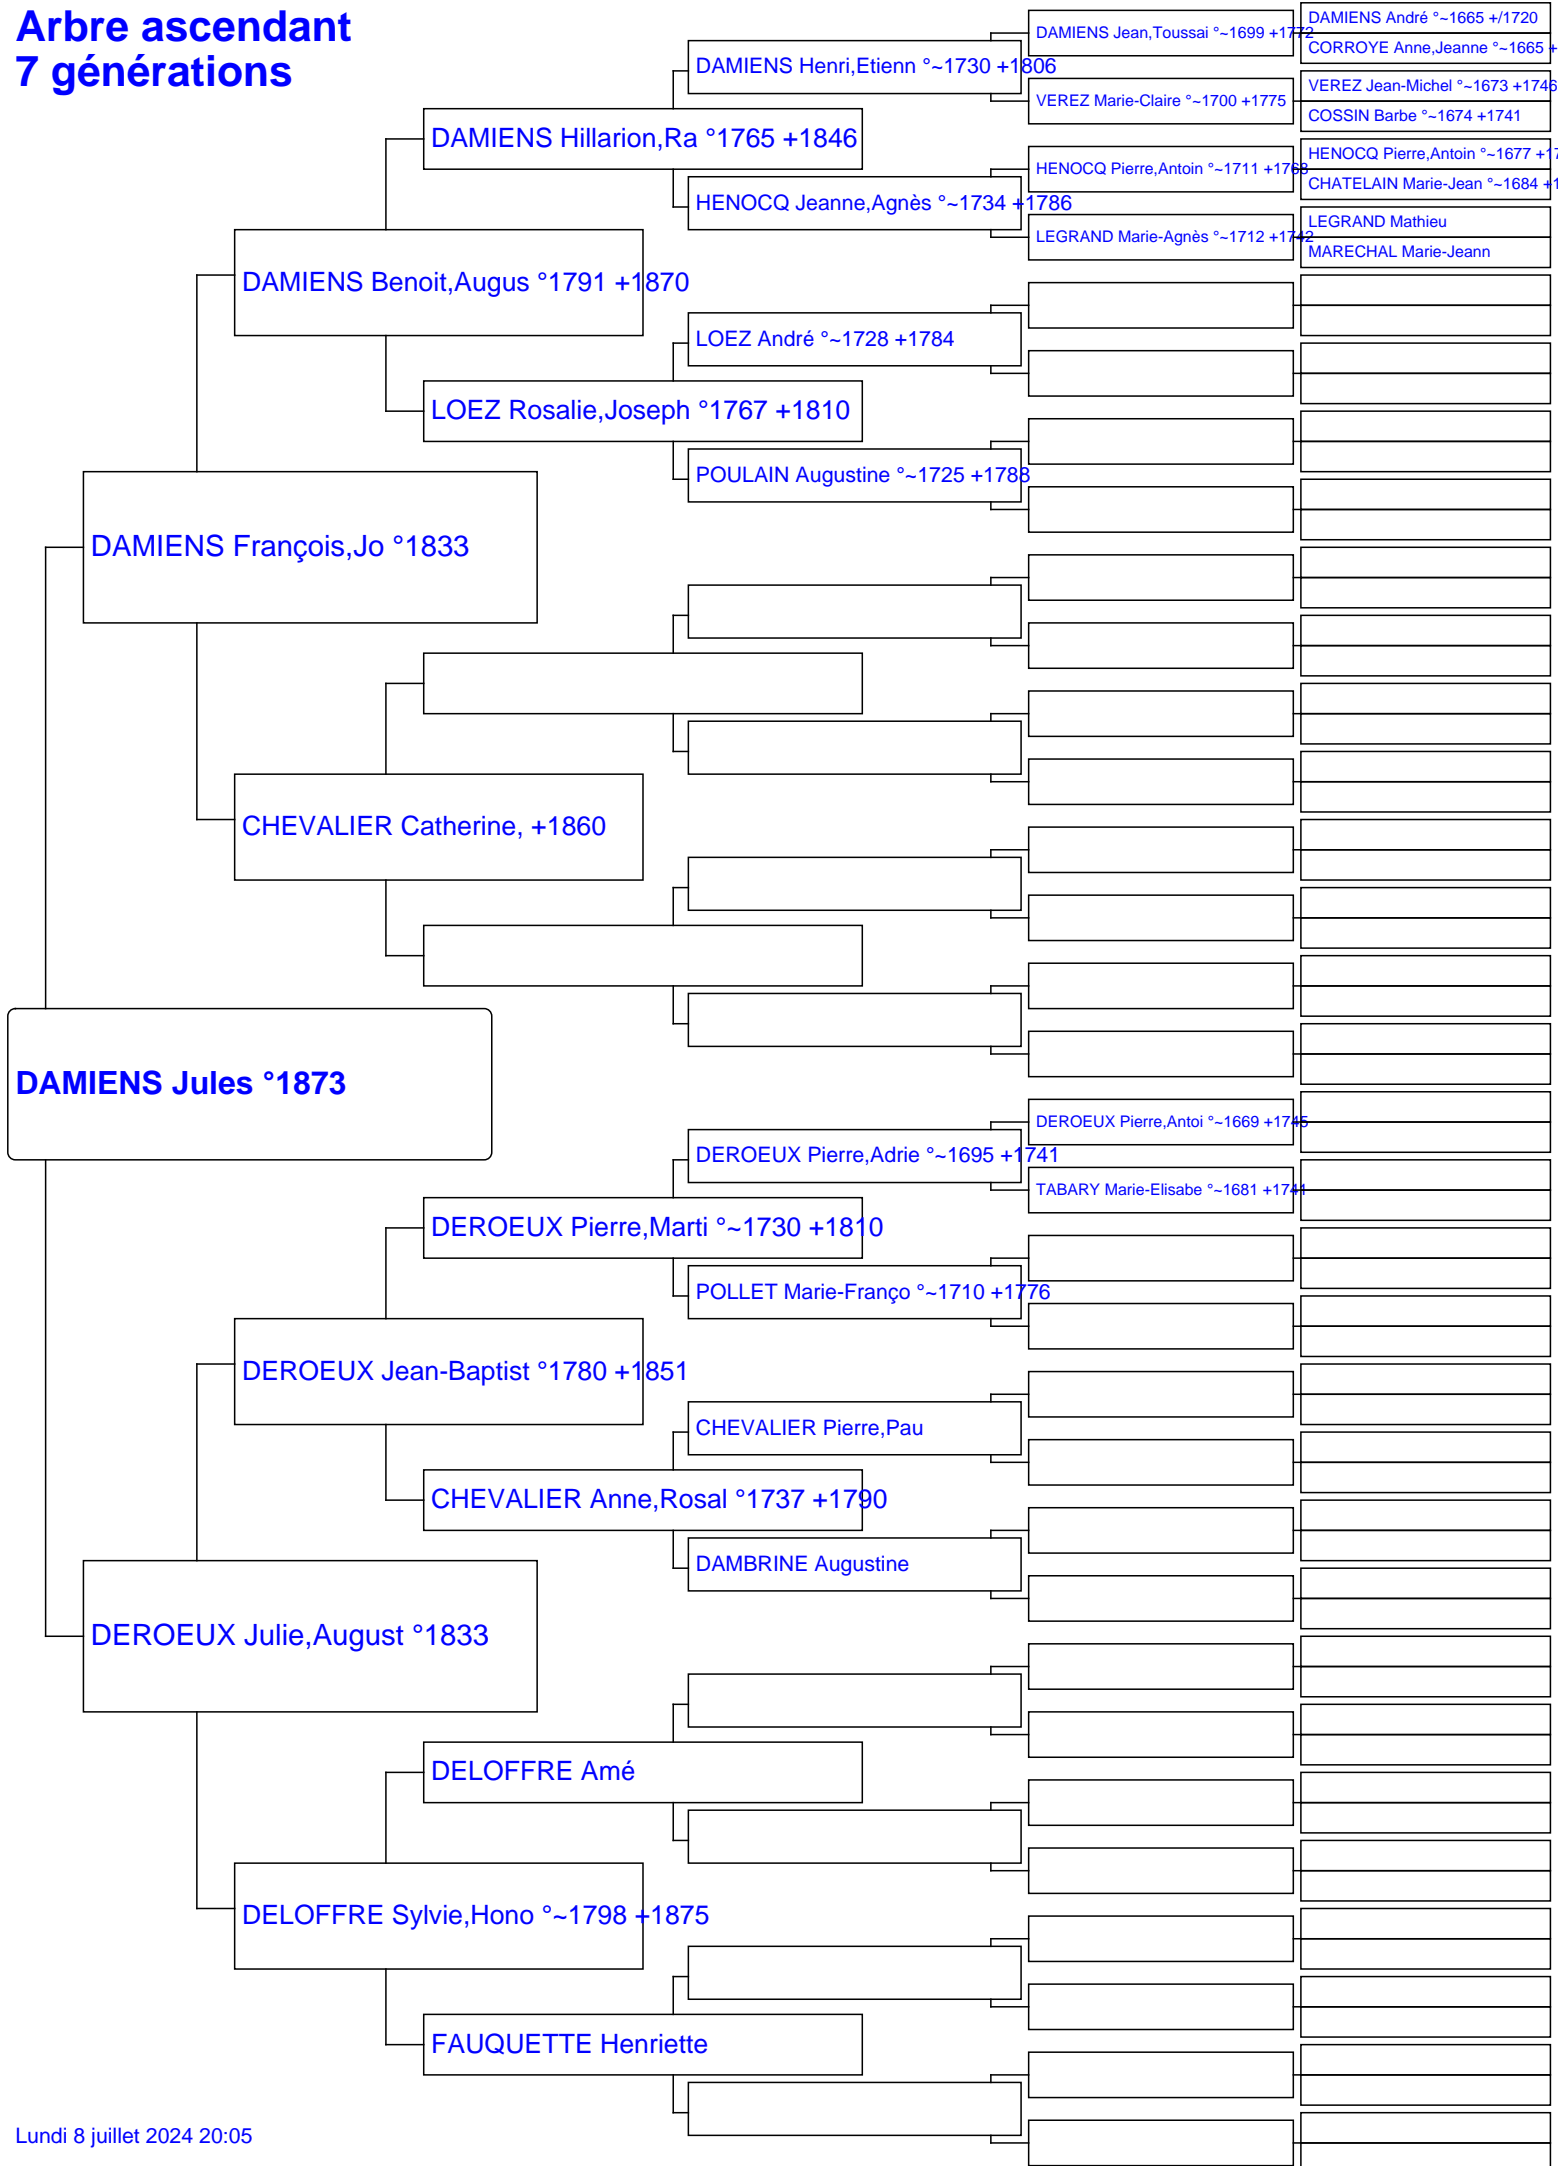 Arbre ascendant
7 générations
DAMIENS Jean,Toussai °~1699 +1772
DAMIENS André °~1665 +/1720
CORROYE Anne,Jeanne °~1665 +
DAMIENS Henri,Etienn °~1730 +1806
VEREZ Marie-Claire °~1700 +1775
VEREZ Jean-Michel °~1673 +1746
COSSIN Barbe °~1674 +1741
DAMIENS Hillarion,Ra °1765 +1846
HENOCQ Pierre,Antoin °~1711 +1768
HENOCQ Pierre,Antoin °~1677 +17
CHATELAIN Marie-Jean °~1684 +1
HENOCQ Jeanne,Agnès °~1734 +1786
LEGRAND Marie-Agnès °~1712 +1742
LEGRAND Mathieu
MARECHAL Marie-Jeann
DAMIENS Benoit,Augus °1791 +1870
LOEZ André °~1728 +1784
LOEZ Rosalie,Joseph °1767 +1810
POULAIN Augustine °~1725 +1788
DAMIENS François,Jo °1833
CHEVALIER Catherine, +1860
DAMIENS Jules °1873
DEROEUX Pierre,Antoi °~1669 +1745
DEROEUX Pierre,Adrie °~1695 +1741
TABARY Marie-Elisabe °~1681 +1741
DEROEUX Pierre,Marti °~1730 +1810
POLLET Marie-Franço °~1710 +1776
DEROEUX Jean-Baptist °1780 +1851
CHEVALIER Pierre,Pau
CHEVALIER Anne,Rosal °1737 +1790
DAMBRINE Augustine
DEROEUX Julie,August °1833
DELOFFRE Amé
DELOFFRE Sylvie,Hono °~1798 +1875
FAUQUETTE Henriette
Lundi 8 juillet 2024 20:05